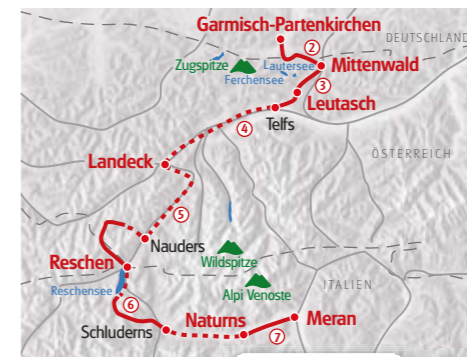 Garmisch-Partenkirchen
DEUTSCHLAND
②
Lautersee
Zugspitze
Mittenwald
Ferchensee
③
Leutasch
Telfs
④
Landeck
ÖSTERREICH
⑤
Nauders
Wildspitze
Reschen
Alpi Venoste
ITALIEN
Reschensee
⑥
Schluderns
Naturns
Meran
⑦